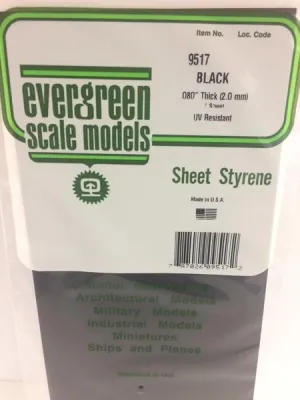 Item No. Loc. Code
9517
BLACK
.080" Thick (2.0 mm)
1 Sheet
UV Resistant
evergreen
scale models
Sheet Styrene
Made in U.S.A.
Architectural Models
Military Models
Industrial Models
Miniatures
Ships and Planes